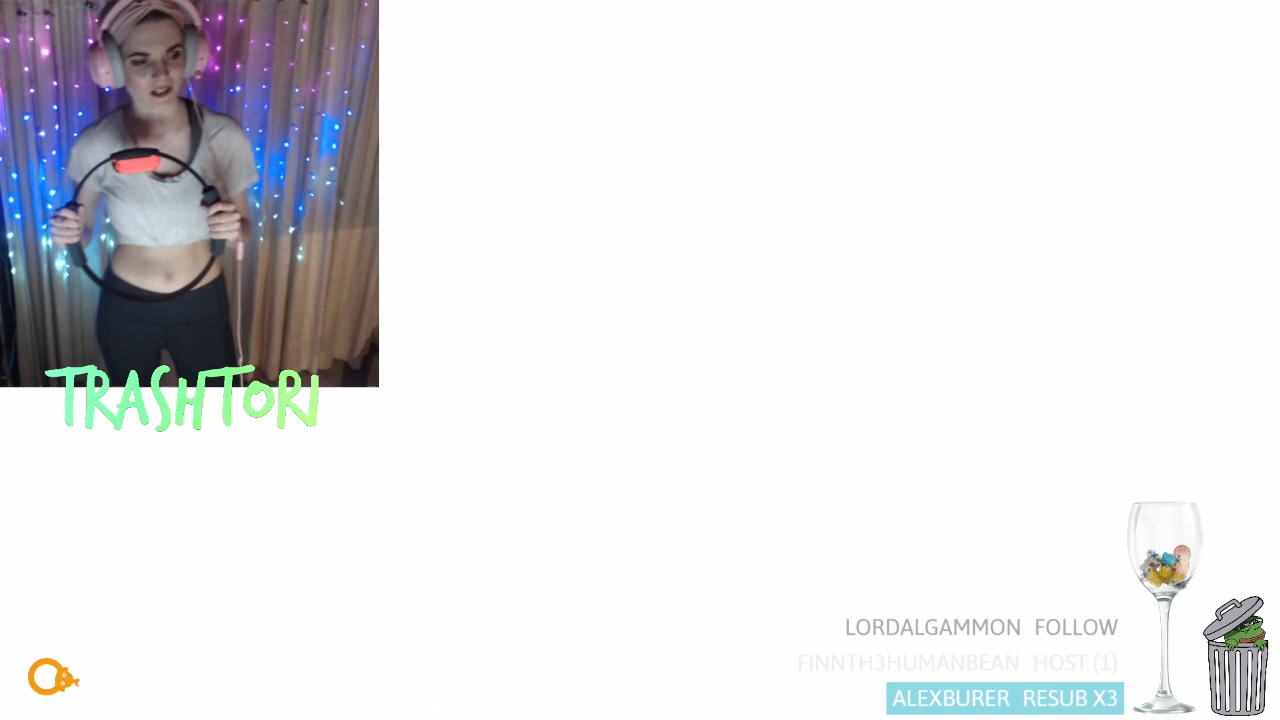 TRASHTORI
LORDALGAMMON FOLLOW
FINNTH3HUMANBEAN HOST (1)
ALEXBURER RESUB X3